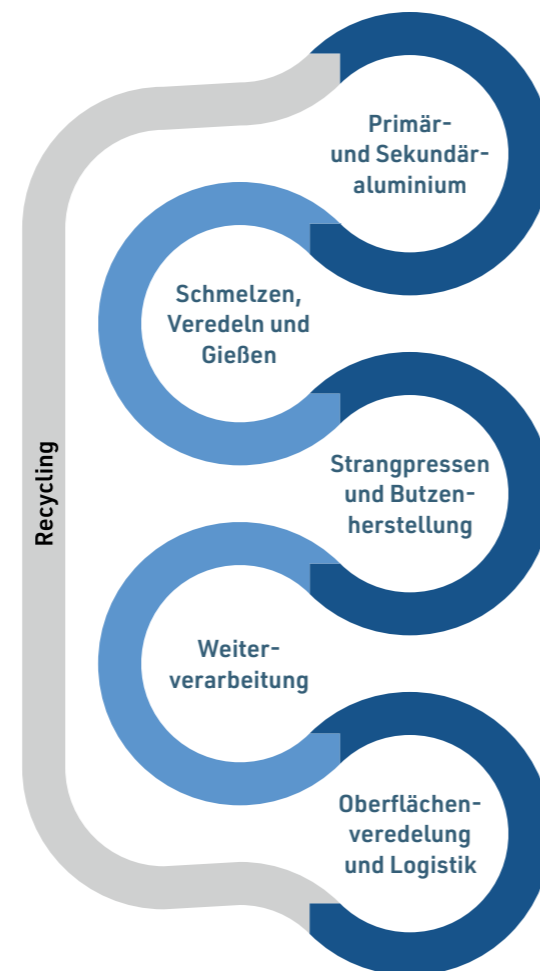 Primär-
und Sekundär-
aluminium
Schmelzen,
Veredeln und
Gießen
Recycling
Strangpressen
und Butzen-
herstellung
Weiter-
verarbeitung
Oberflächen-
veredelung
und Logistik